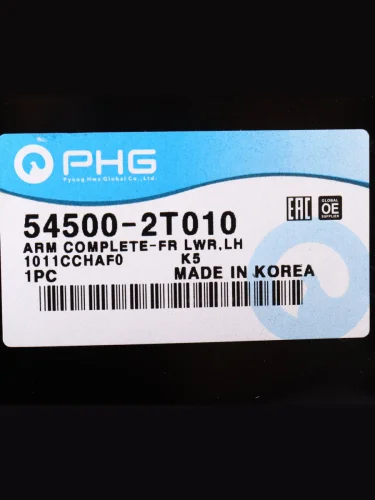 PHG
Pyong Hwa Global Co., Ltd.
54500-2T010
EAC
GLOBAL
OE
SUPPLIER
ARM COMPLETE-FR LWR,LH
1011CCHAF0 K5
1PC MADE IN KOREA